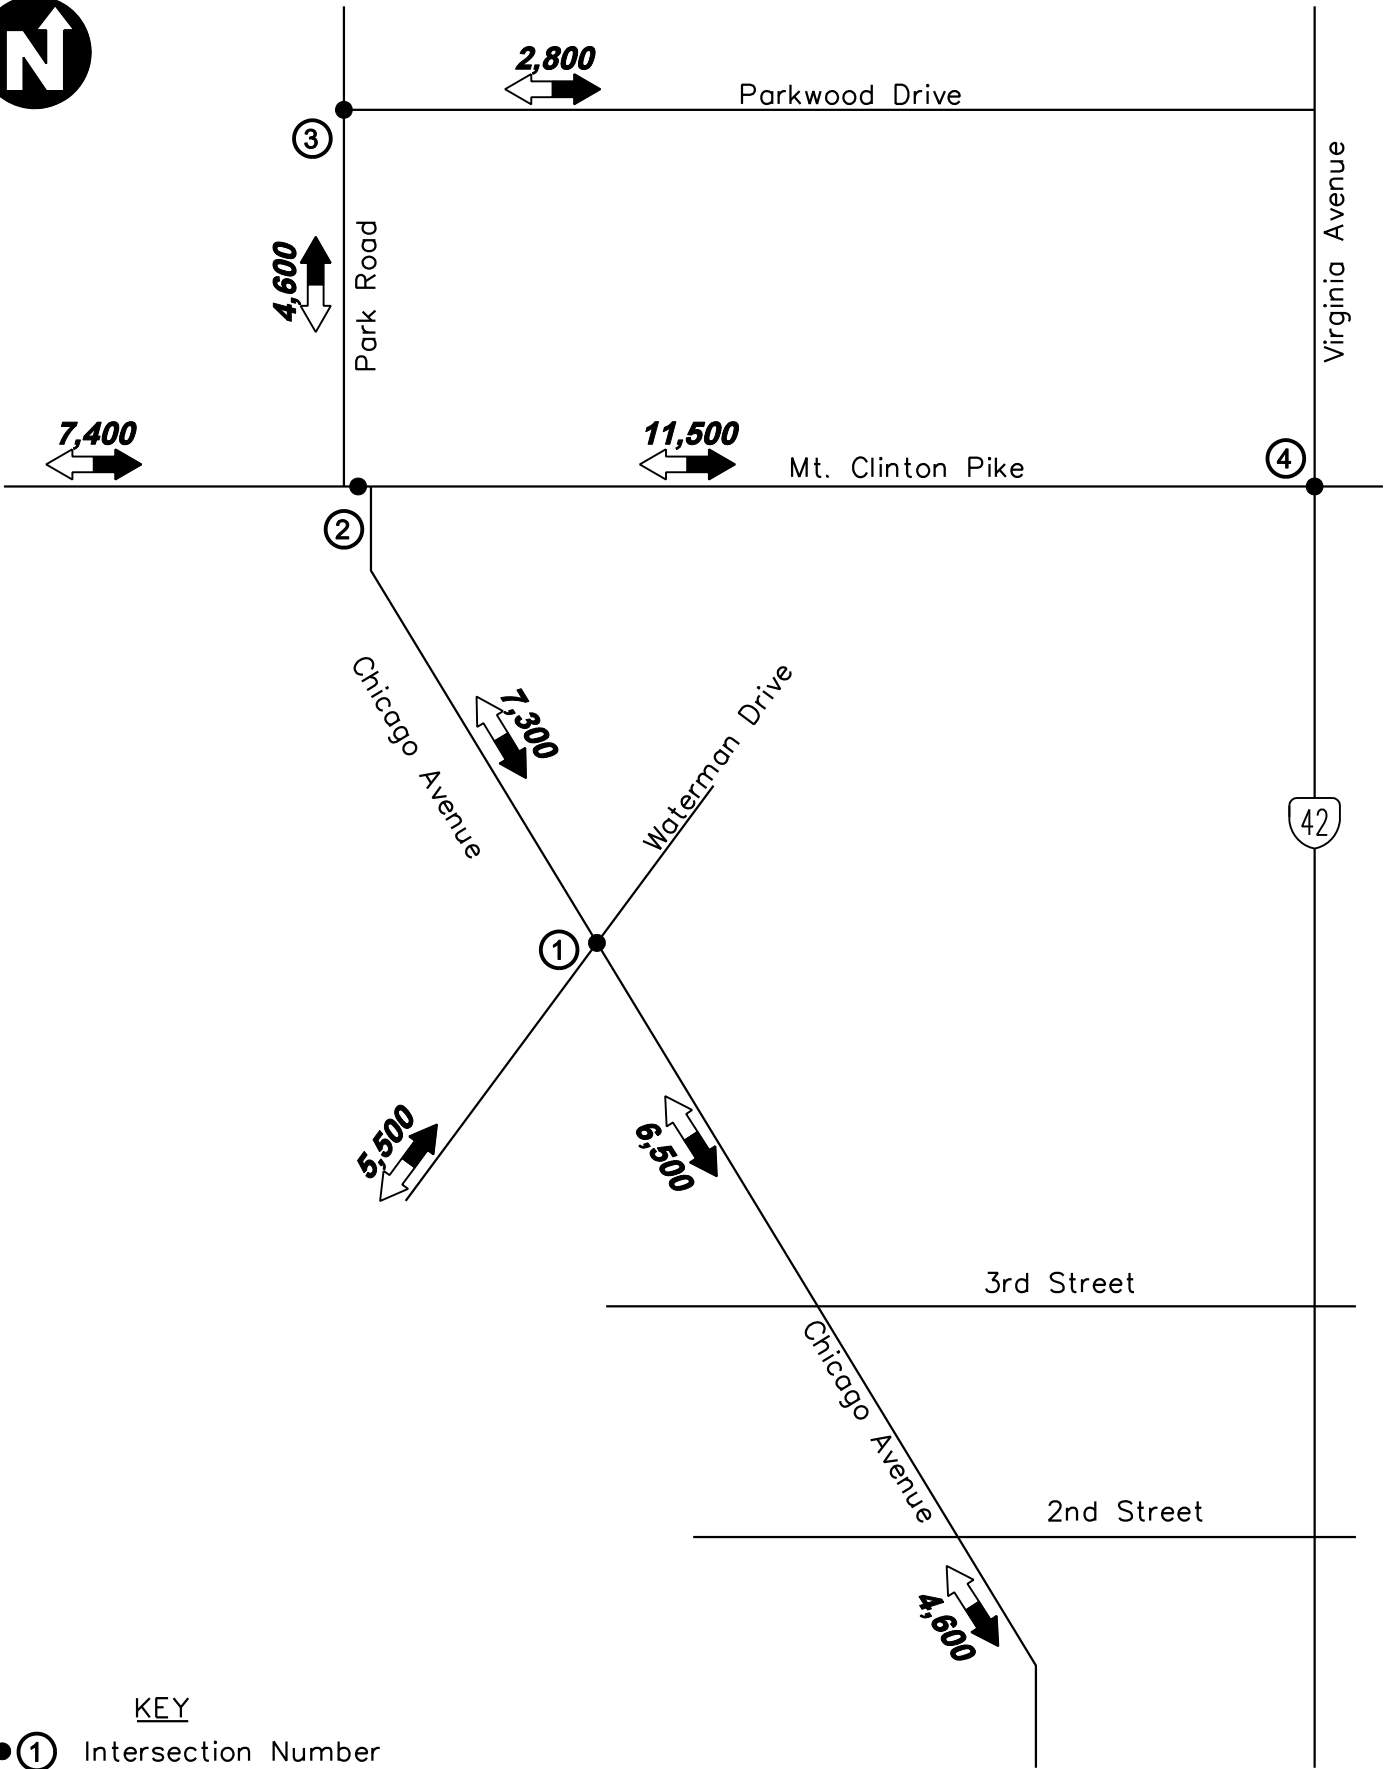 N
2,800
Parkwood Drive
3
4,600
Park Road
Virginia Avenue
7,400
11,500
Mt. Clinton Pike
4
2
Chicago Avenue
7,300
Waterman Drive
42
1
5,500
6,500
3rd Street
Chicago Avenue
2nd Street
4,600
KEY
1 Intersection Number